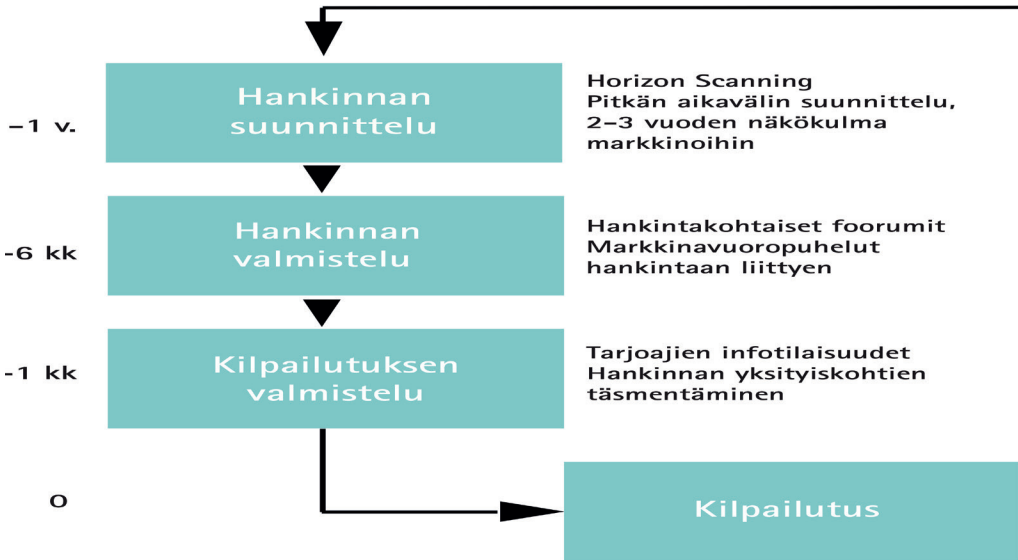 Hankinnan
suunnittelu
–1 v.
Horizon Scanning
Pitkän aikavälin suunnittelu,
2–3 vuoden näkökulma
markkinoihin
Hankinnan
valmistelu
-6 kk
Hankintakohtaiset foorumit
Markkinavuoropuhelut
hankintaan liittyen
Kilpailutuksen
valmistelu
-1 kk
Tarjoajien infotilaisuudet
Hankinnan yksityiskohtien
täsmentäminen
0
Kilpailutus